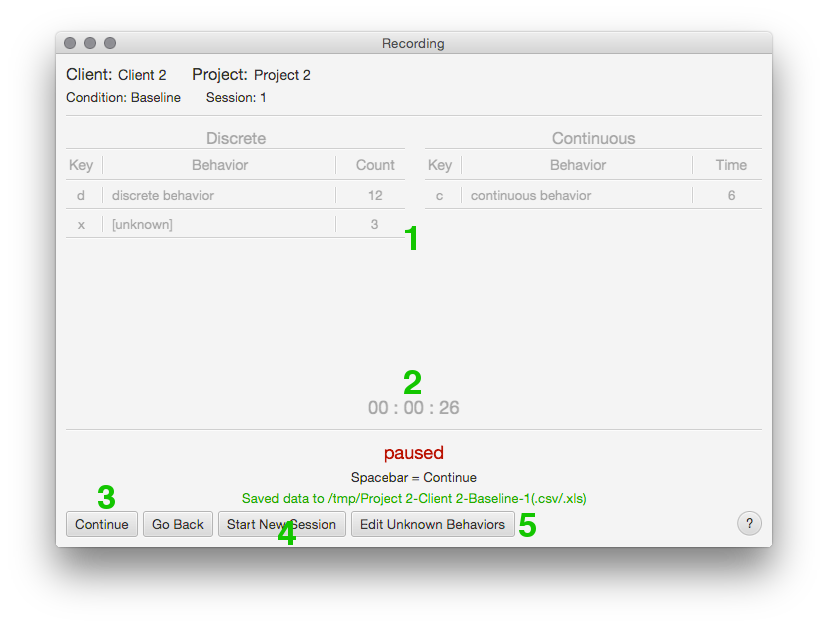 Recording
Client: Client 2 Project: Project 2
Condition: Baseline Session: 1
Discrete
Key Behavior Count
d discrete behavior 12
x [unknown] 3
Continuous
Key Behavior Time
c continuous behavior 6
1
2
00 : 00 : 26
paused
Spacebar = Continue
Saved data to /tmp/Project 2-Client 2-Baseline-1(.csv/.xls)
3
Continue Go Back Start New Session Edit Unknown Behaviors ?
4
5